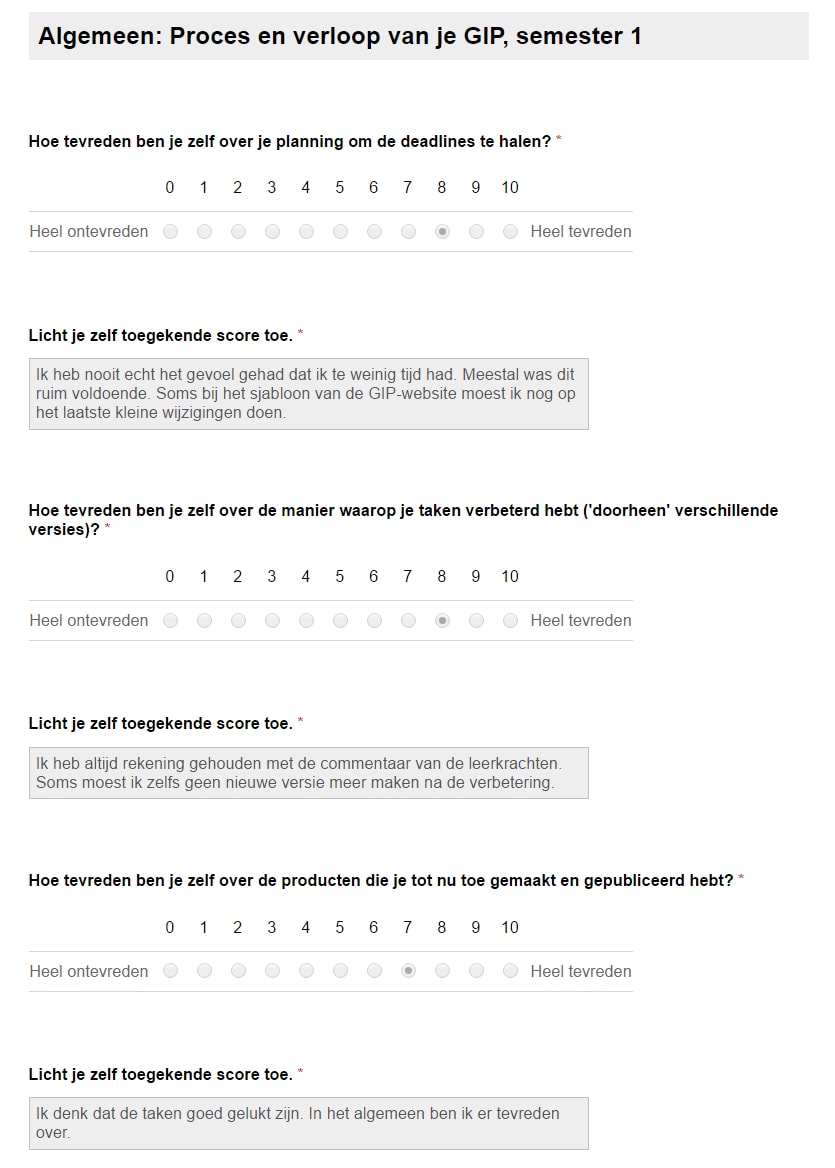 Algemeen: Proces en verloop van je GIP, semester 1
Hoe tevreden ben je zelf over je planning om de deadlines te halen? *
0 1 2 3 4 5 6 7 8 9 10
Heel ontevreden Heel tevreden
Licht je zelf toegekende score toe. *
Ik heb nooit echt het gevoel gehad dat ik te weinig tijd had. Meestal was dit
ruim voldoende. Soms bij het sjabloon van de GIP-website moest ik nog op
het laatste kleine wijzigingen doen.
Hoe tevreden ben je zelf over de manier waarop je taken verbeterd hebt ('doorheen' verschillende
versies)? *
0 1 2 3 4 5 6 7 8 9 10
Heel ontevreden Heel tevreden
Licht je zelf toegekende score toe. *
Ik heb altijd rekening gehouden met de commentaar van de leerkrachten.
Soms moest ik zelfs geen nieuwe versie meer maken na de verbetering.
Hoe tevreden ben je zelf over de producten die je tot nu toe gemaakt en gepubliceerd hebt? *
0 1 2 3 4 5 6 7 8 9 10
Heel ontevreden Heel tevreden
Licht je zelf toegekende score toe. *
Ik denk dat de taken goed gelukt zijn. In het algemeen ben ik er tevreden
over.